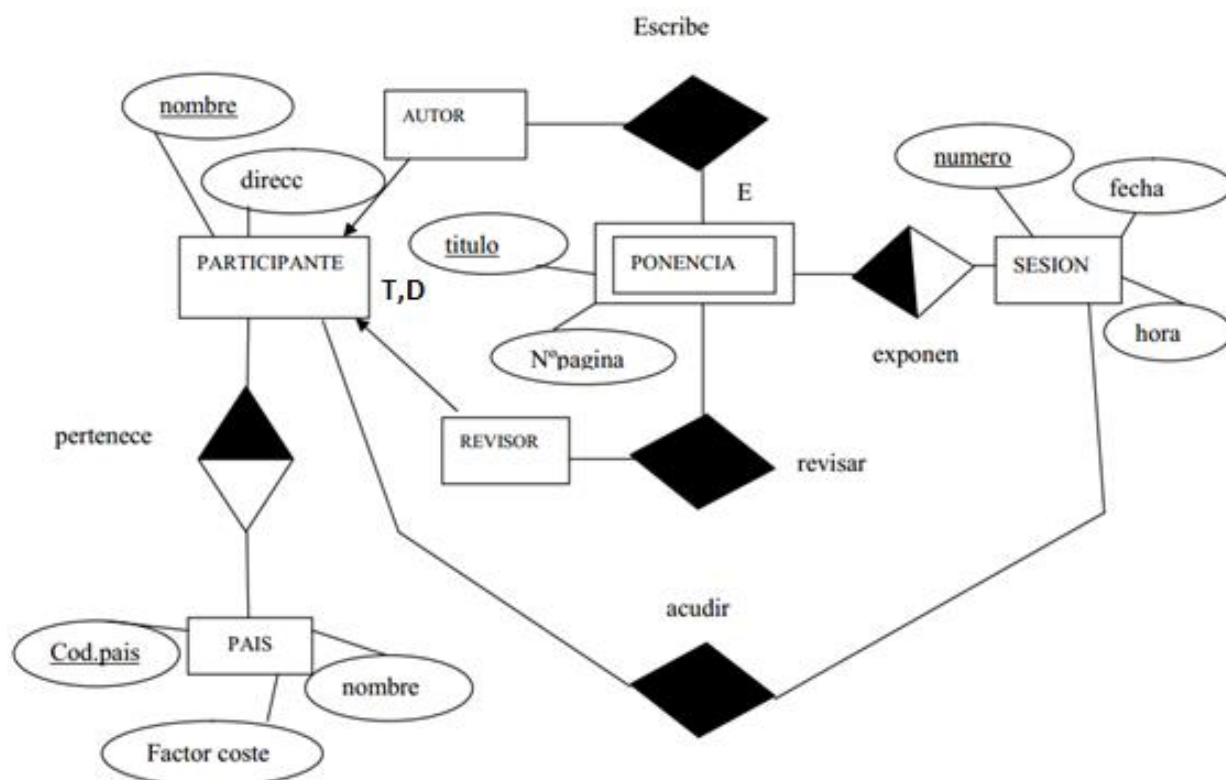 Escribe
nombre
AUTOR
direcc
numero
fecha
E
titulo
PARTICIPANTE
PONENCIA
SESION
T,D
Nºpagina
exponen
hora
pertenece
REVISOR
revisar
acudir
Cod.pais
PAIS
nombre
Factor coste